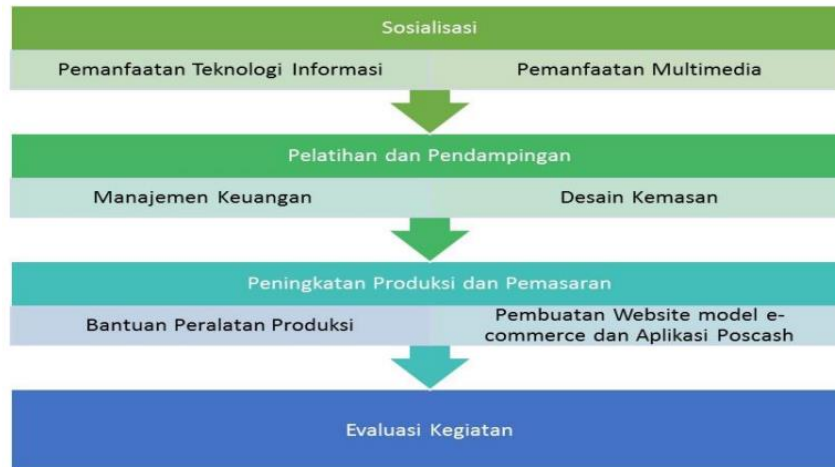 Sosialisasi
Pemanfaatan Teknologi Informasi
Pemanfaatan Multimedia
Pelatihan dan Pendampingan
Manajemen Keuangan
Desain Kemasan
Peningkatan Produksi dan Pemasaran
Bantuan Peralatan Produksi
Pembuatan Website model e-
commerce dan Aplikasi Poscash
Evaluasi Kegiatan